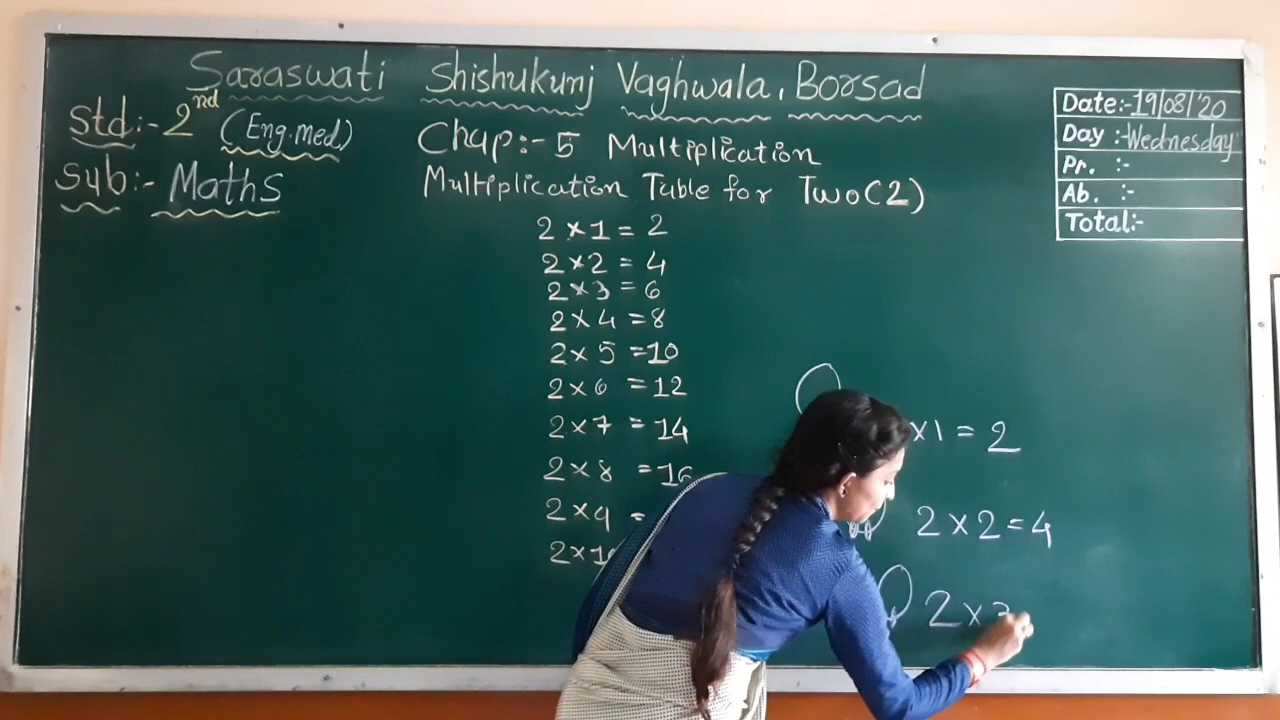 Saraswati Shishukunj Vaghwala, Borsad
Std:- 2nd (Eng.med)
Sub:- Maths
Chap:- 5 Multiplication
Multiplication Table for Two(2)
Date:-19/08/'20
Day :-Wednesday
Pr. :-
Ab. :-
Total:-
2 × 1 = 2
2 × 2 = 4
2 × 3 = 6
2 × 4 = 8
2 × 5 = 10
2 × 6 = 12
2 × 7 = 14
2 × 8 = 16
2 × 9 =
2 × 10
×1 = 2
2 × 2 = 4
2 × 3